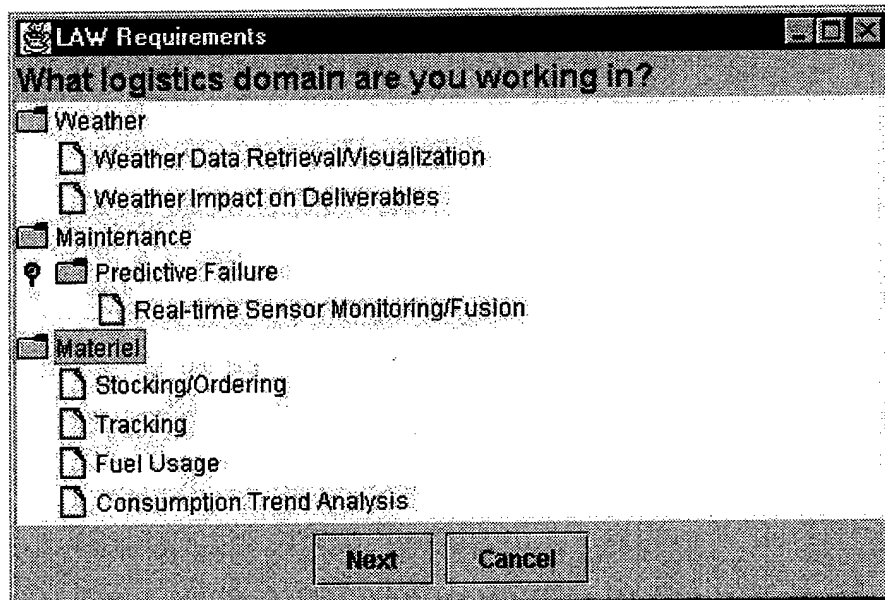 LAW Requirements
What logistics domain are you working in?
Weather
Weather Data Retrieval/Visualization
Weather Impact on Deliverables
Maintenance
Predictive Failure
Real-time Sensor Monitoring/Fusion
Materiel
Stocking/Ordering
Tracking
Fuel Usage
Consumption Trend Analysis
Next Cancel